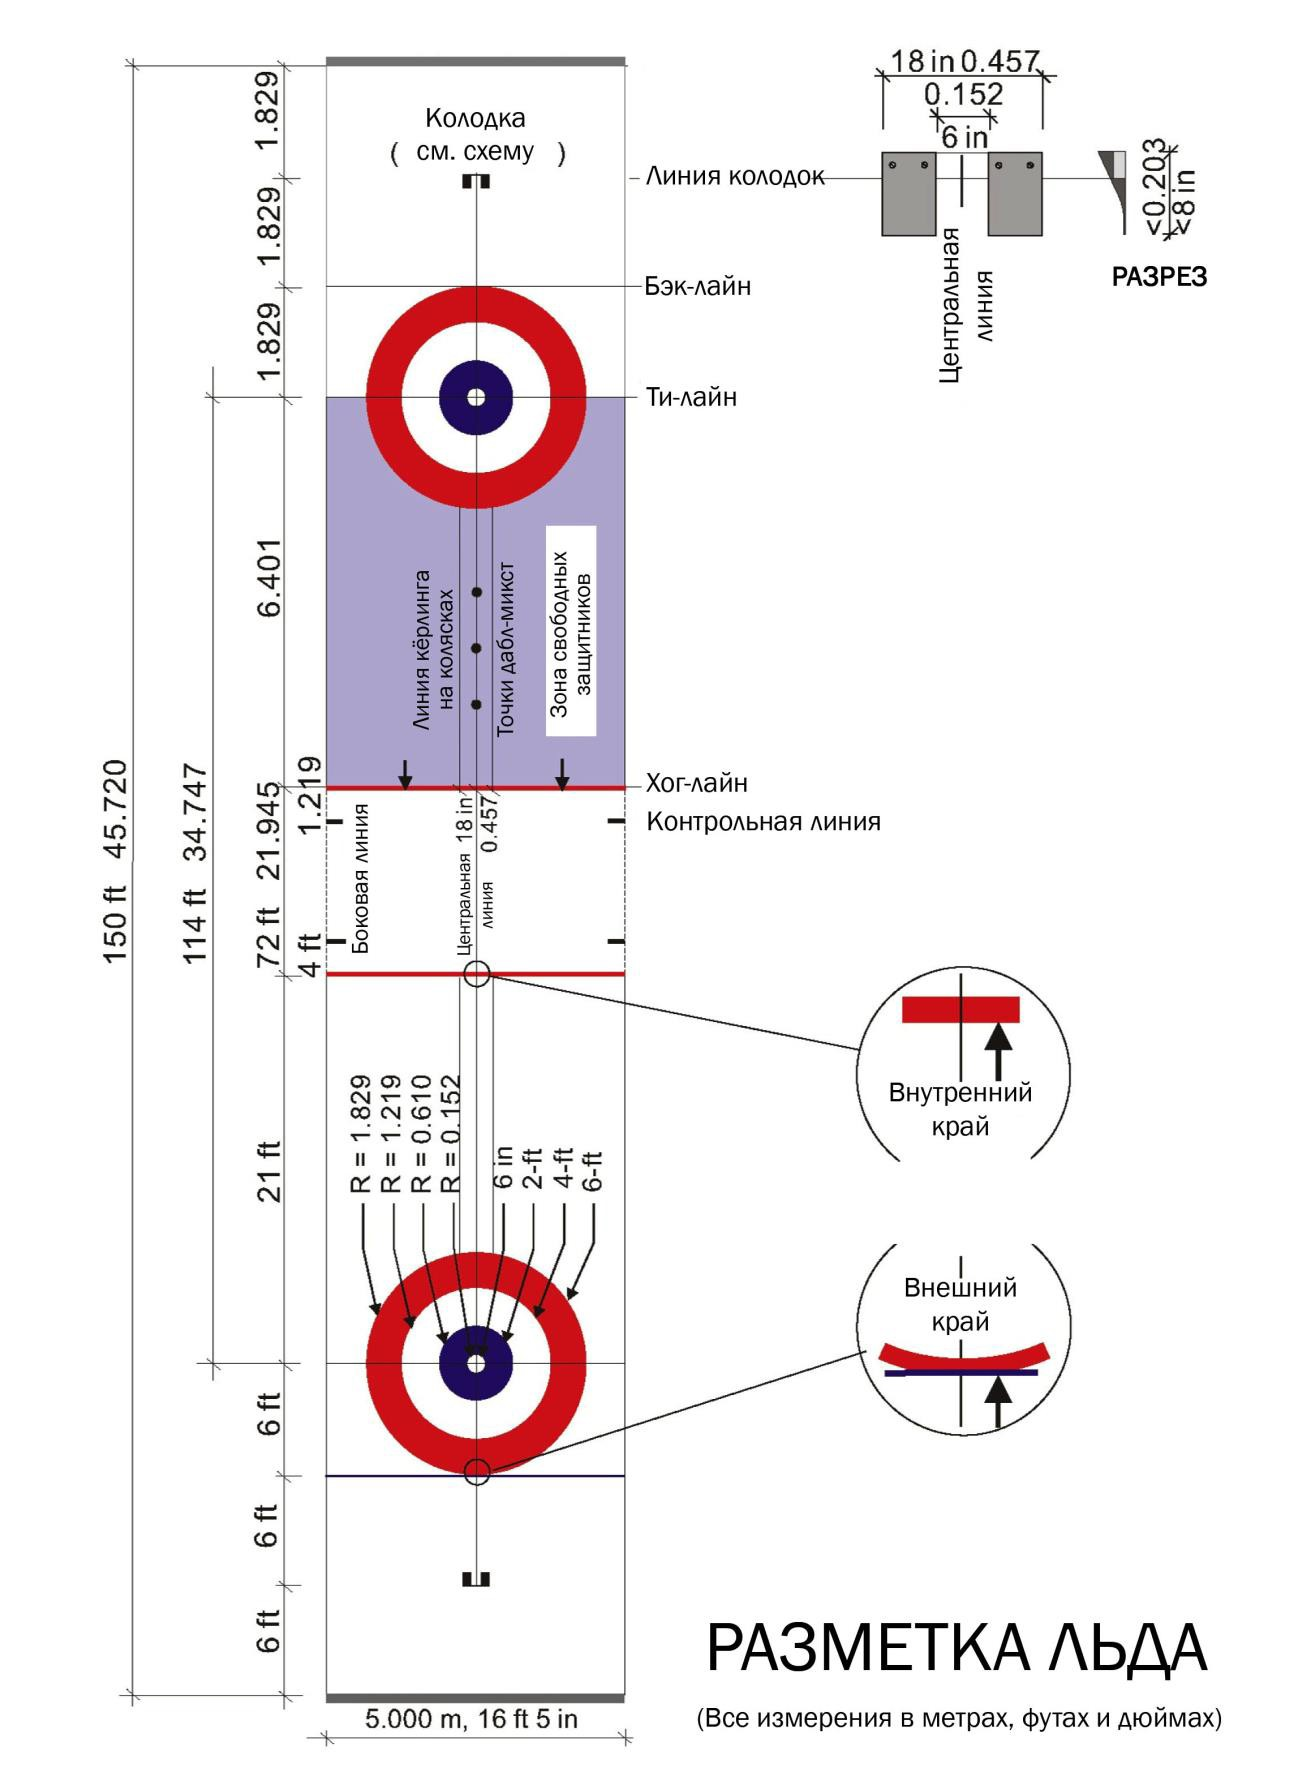 18 in 0.457
0.152
6 in
1.829
Колодка
( см. схему )
Линия колодок
<0.203
<8 in
1.829
Бэк-лайн
Центральная
линия
РАЗРЕЗ
1.829
Ти-лайн
6.401
Линия кёрлинга
на колясках
Точки дабл-микст
Зона свободных
защитников
Хог-лайн
Контрольная линия
150 ft 45.720
114 ft 34.747
72 ft 21.945
4 ft 1.219
Боковая линия
Центральная 18 in
линия 0.457
Внутренний
край
21 ft
R = 1.829
R = 1.219
R = 0.610
R = 0.152
6 in
2-ft
4-ft
6-ft
Внешний
край
6 ft
6 ft
6 ft
РАЗМЕТКА ЛЬДА
5.000 m, 16 ft 5 in
(Все измерения в метрах, футах и дюймах)